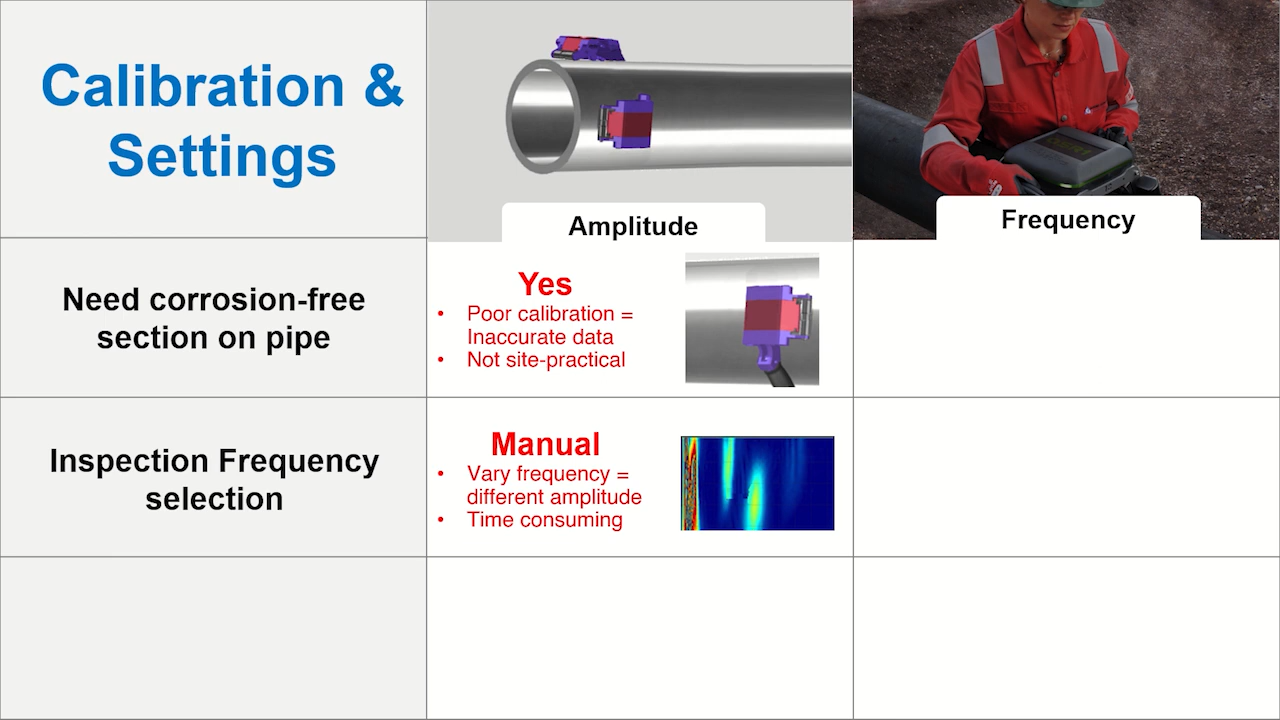 Calibration &
Settings
Amplitude
Frequency
Need corrosion-free
section on pipe
Yes
• Poor calibration =
Inaccurate data
• Not site-practical
Inspection Frequency
selection
Manual
• Vary frequency =
different amplitude
• Time consuming